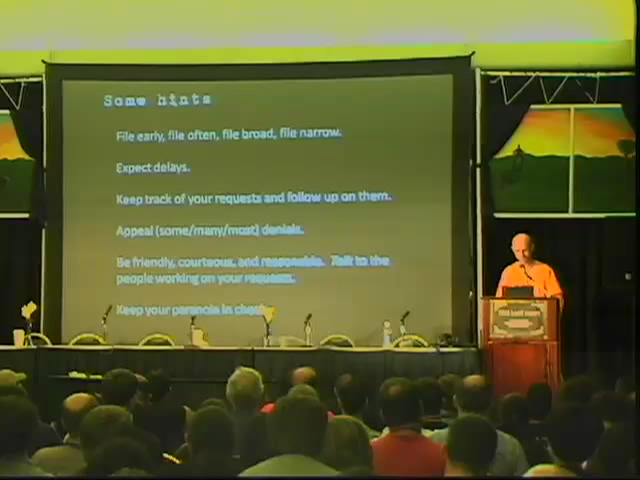 Some hints
File early, file often, file broad, file narrow.
Expect delays.
Keep track of your requests and follow up on them.
Appeal (some/many/most) denials.
Be friendly, courteous, and reasonable. Talk to the
people working on your requests.
Keep your paranoia in check.